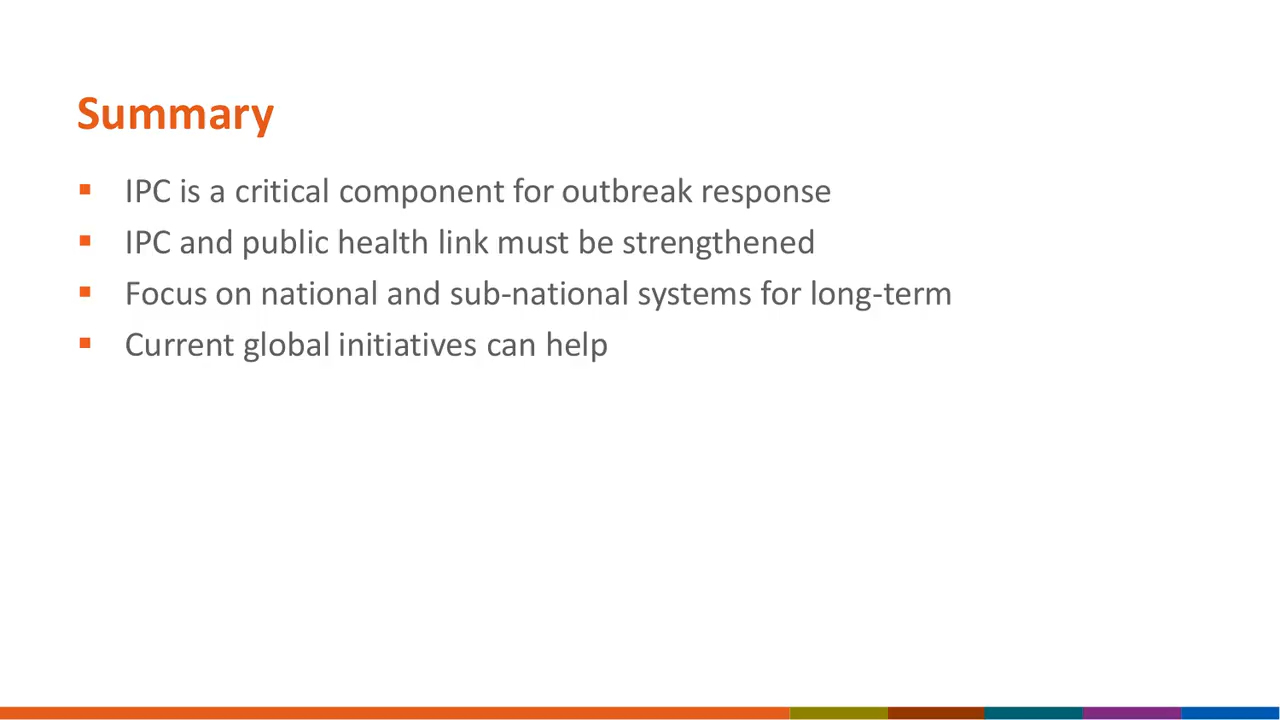 Summary
▪ IPC is a critical component for outbreak response
▪ IPC and public health link must be strengthened
▪ Focus on national and sub-national systems for long-term
▪ Current global initiatives can help